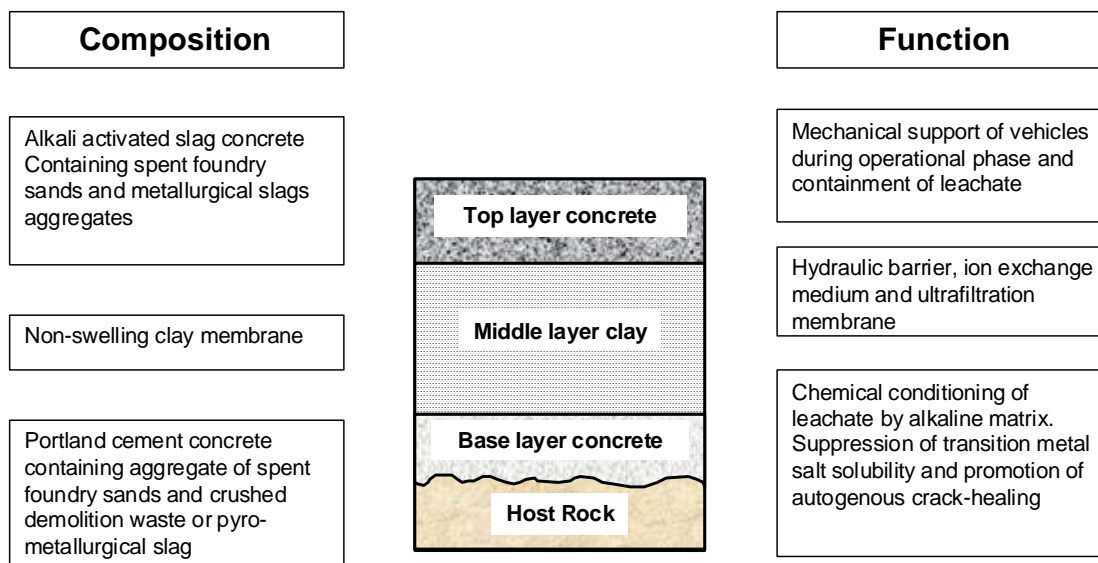 Composition
Function
Alkali activated slag concrete
Containing spent foundry
sands and metallurgical slags
aggregates
Mechanical support of vehicles
during operational phase and
containment of leachate
Top layer concrete
Non-swelling clay membrane
Middle layer clay
Hydraulic barrier, ion exchange
medium and ultrafiltration
membrane
Portland cement concrete
containing aggregate of spent
foundry sands and crushed
demolition waste or pyro-
metallurgical slag
Base layer concrete
Host Rock
Chemical conditioning of
leachate by alkaline matrix.
Suppression of transition metal
salt solubility and promotion of
autogenous crack-healing